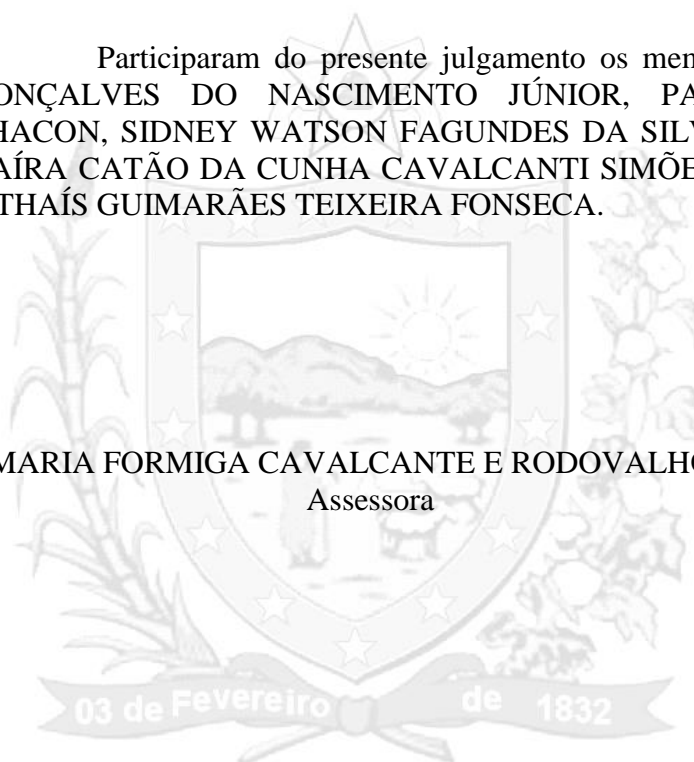 Participaram do presente julgamento os men
ONÇALVES DO NASCIMENTO JÚNIOR, PA
HACON, SIDNEY WATSON FAGUNDES DA SILV
AÍRA CATÃO DA CUNHA CAVALCANTI SIMÕE
THAÍS GUIMARÃES TEIXEIRA FONSECA.
MARIA FORMIGA CAVALCANTE E RODOVALHO
Assessora
03 de Fevereiro de 1832